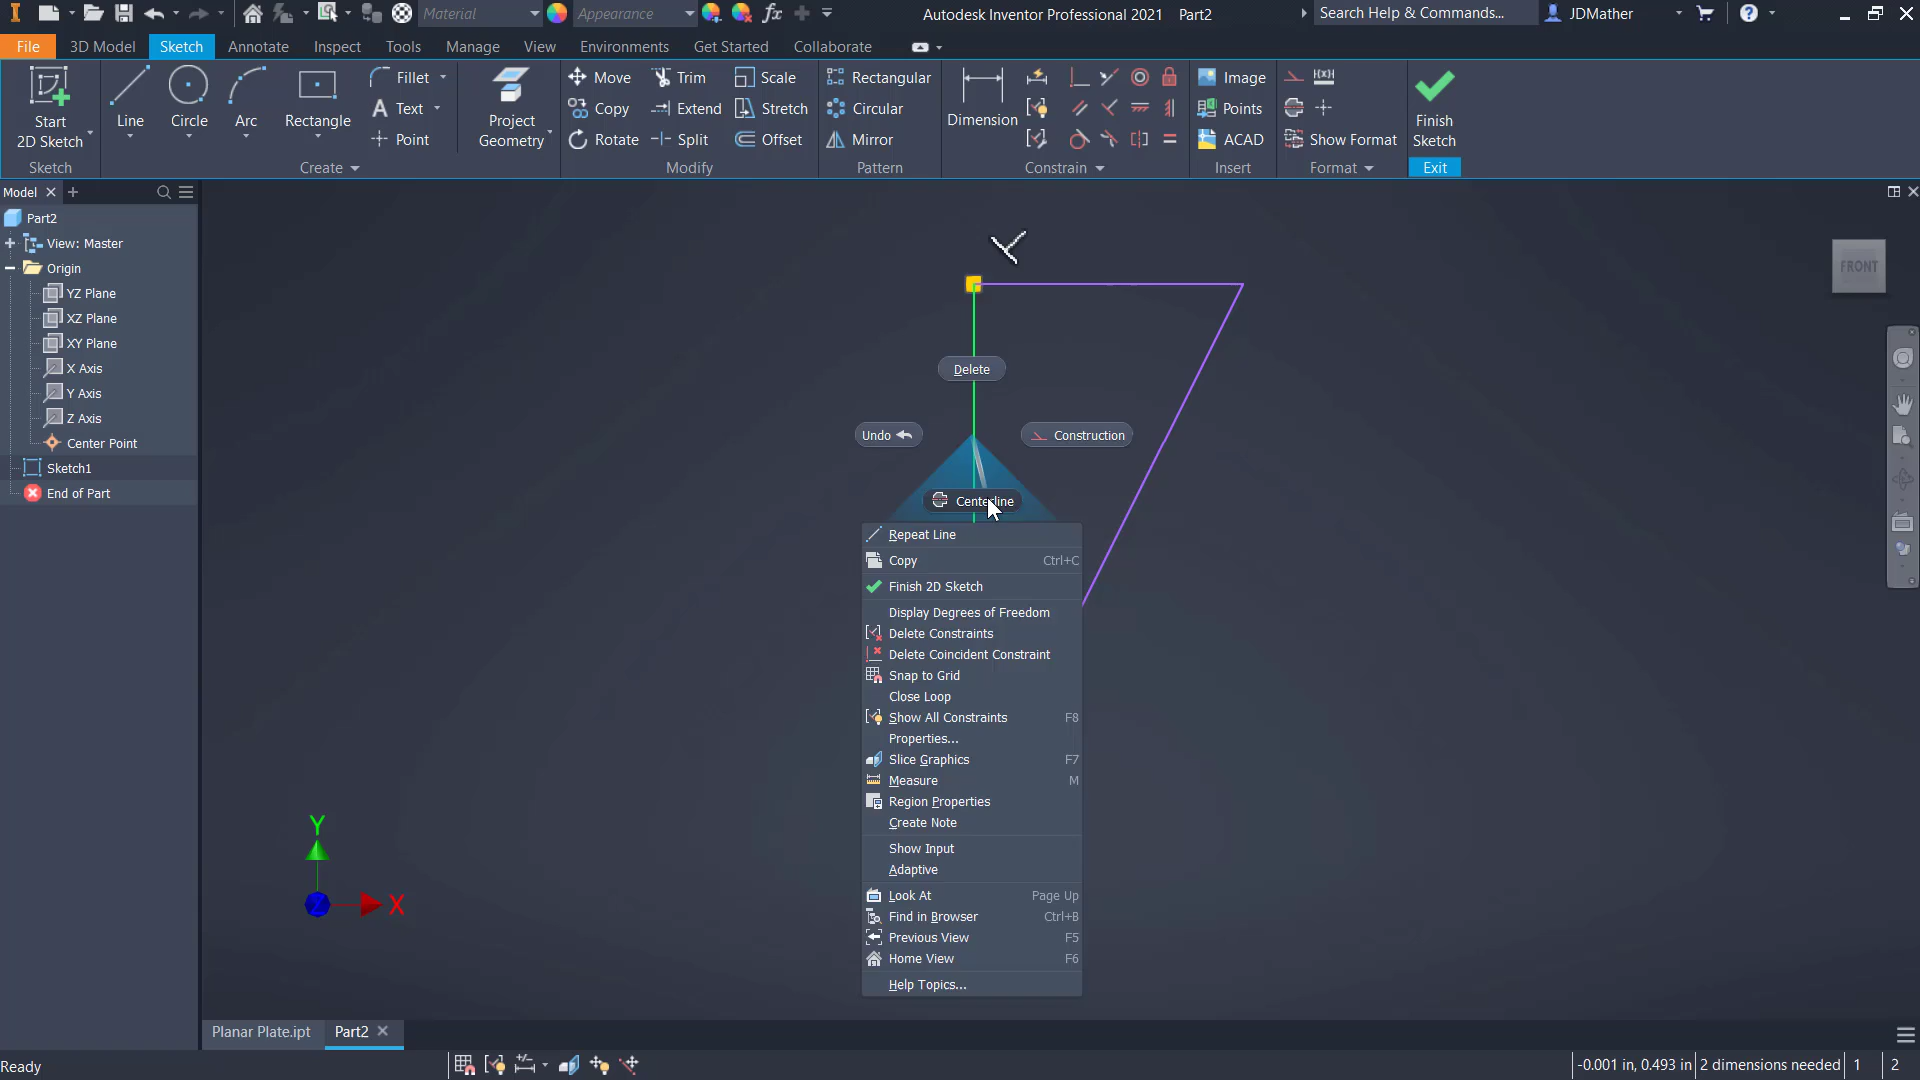 Material
Appearance
Autodesk Inventor Professional 2021 Part2
Search Help & Commands...
JDMather
File
3D Model
Sketch
Annotate
Inspect
Tools
Manage
View
Environments
Get Started
Collaborate
Start
2D Sketch
Sketch
Line
Circle
Arc
Rectangle
Fillet
Text
Point
Create
Project
Geometry
Move
Copy
Rotate
Trim
Extend
Split
Scale
Stretch
Offset
Modify
Rectangular
Circular
Mirror
Pattern
Dimension
Constrain
Image
Points
ACAD
Insert
Show Format
Format
Finish
Sketch
Exit
Model
Part2
View: Master
Origin
YZ Plane
XZ Plane
XY Plane
X Axis
Y Axis
Z Axis
Center Point
Sketch1
End of Part
FRONT
Delete
Undo
Construction
Centerline
Repeat Line
Copy Ctrl+C
Finish 2D Sketch
Display Degrees of Freedom
Delete Constraints
Delete Coincident Constraint
Snap to Grid
Close Loop
Show All Constraints F8
Properties...
Slice Graphics F7
Measure M
Region Properties
Create Note
Show Input
Adaptive
Look At Page Up
Find in Browser Ctrl+B
Previous View F5
Home View F6
Help Topics...
Y
Z
X
Planar Plate.ipt
Part2
Ready
-0.001 in, 0.493 in
2 dimensions needed
1
2